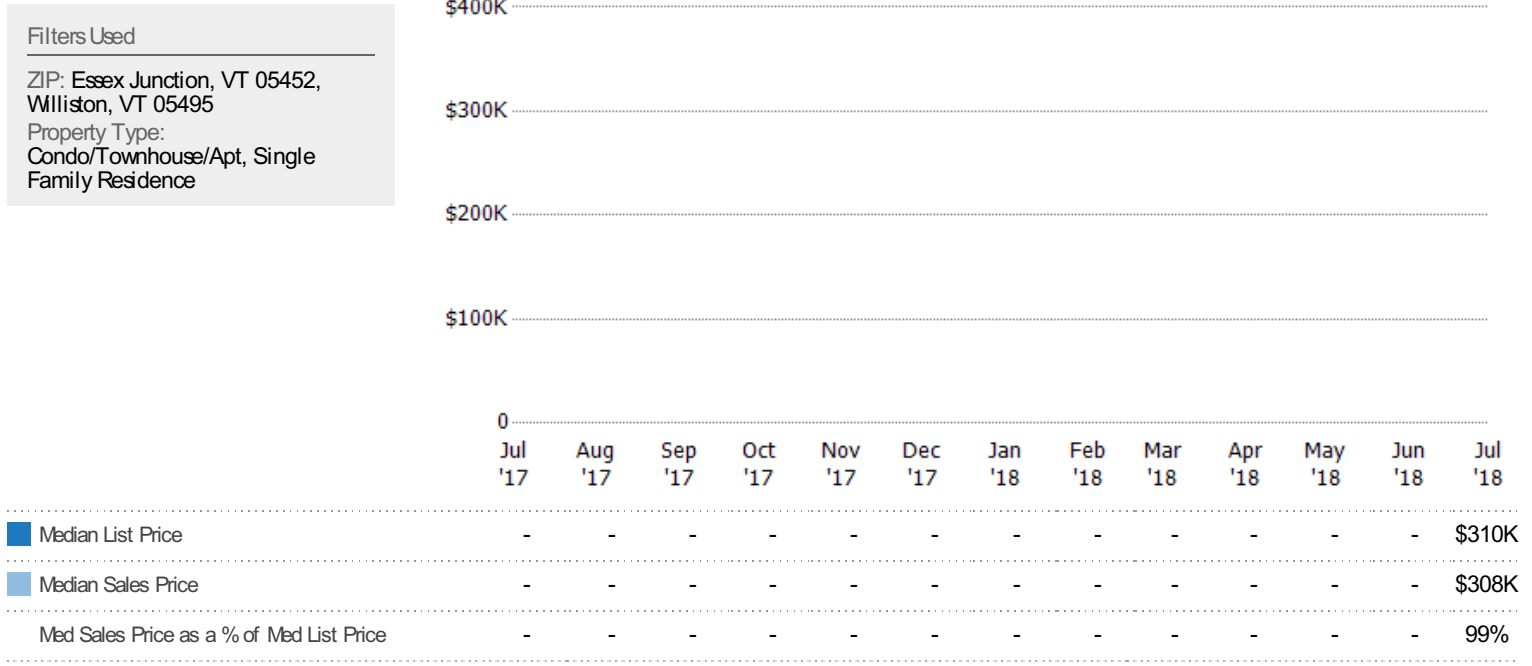 Filters Used
ZIP: Essex Junction, VT 05452,
Williston, VT 05495
Property Type:
Condo/Townhouse/Apt, Single
Family Residence
$400K
$300K
$200K
$100K
0
Jul Aug Sep Oct Nov Dec Jan Feb Mar Apr May Jun Jul
'17 '17 '17 '17 '17 '17 '18 '18 '18 '18 '18 '18 '18
Median List Price - - - - - - - - - - - - $310K
Median Sales Price - - - - - - - - - - - - $308K
Med Sales Price as a % of Med List Price - - - - - - - - - - - - 99%